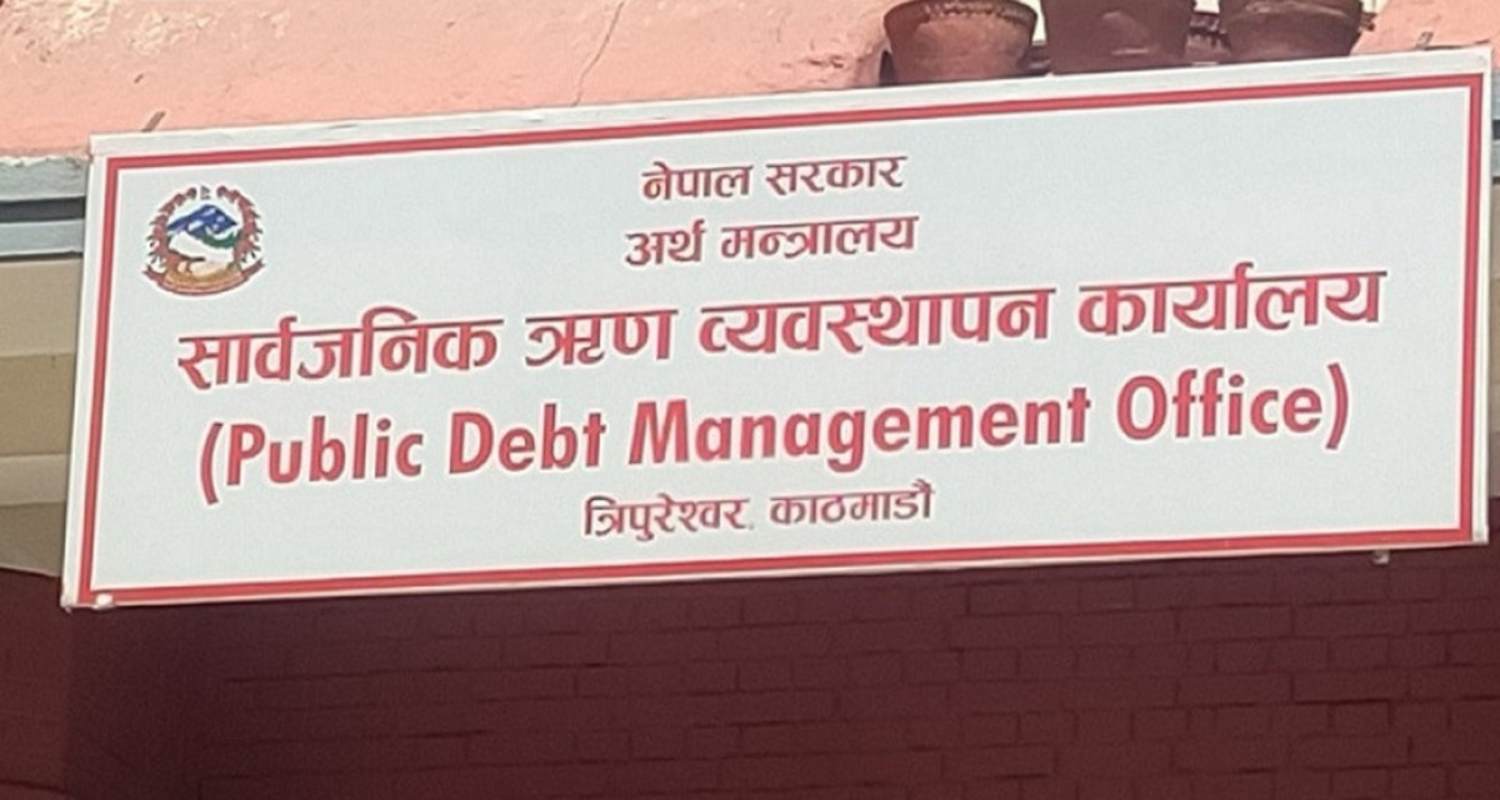 नेपाल सरकार
अर्थ मन्त्रालय
सार्वजनिक ऋण व्यवस्थापन कार्यालय
(Public Debt Management Office)
त्रिपुरेश्वर, काठमाडौं